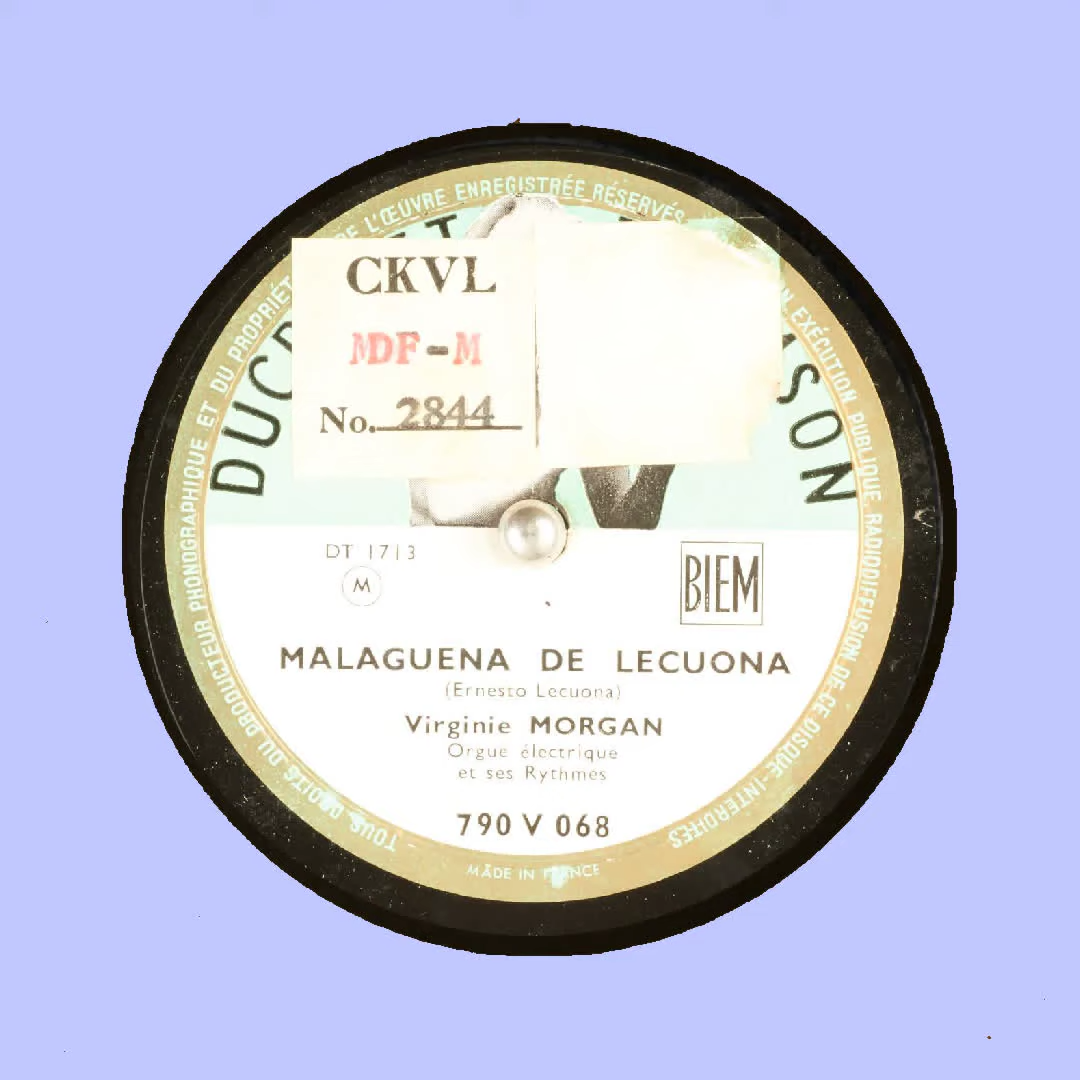 TOUS DROITS DU PRODUCTEUR PHONOGRAPHIQUE ET DU PROPRIÉT DE L'ŒUVRE ENREGISTRÉE RÉSERVÉS
EXÉCUTION PUBLIQUE, RADIODIFFUSION DE CE DISQUE-INTERDITES
CKVL
MDF-M
No. 2844
DT 1713
M
BIEM
MALAGUENA DE LECUONA
(Ernesto Lecuona)
Virginie MORGAN
Orgue électrique
et ses Rythmes
790 V 068
MADE IN FRANCE